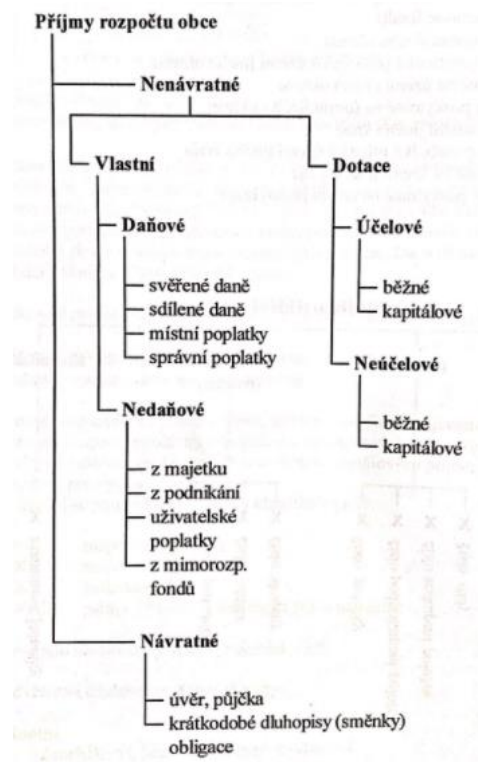 Příjmy rozpočtu obce
Nenávratné
Vlastní
Daňové
svěřené daně
sdílené daně
místní poplatky
správní poplatky
Nedaňové
z majetku
z podnikání
uživatelské
poplatky
z mimorozp.
fondů
Dotace
Účelové
běžné
kapitálové
Neúčelové
běžné
kapitálové
Návratné
úvěr, půjčka
krátkodobé dluhopisy (směnky)
obligace